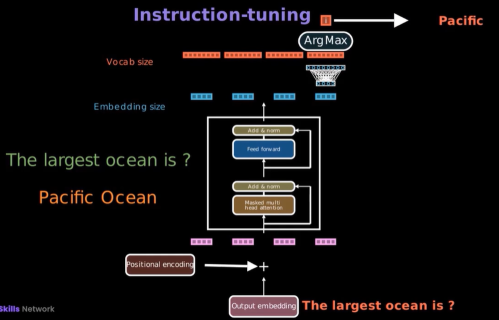 Instruction-tuning
Pacific
ArgMax
Vocab size
Embedding size
Add & norm
Feed forward
The largest ocean is ?
Add & norm
Pacific Ocean
Masked multi
head attention
Positional encoding
+
Output embedding
The largest ocean is ?
Skills Network